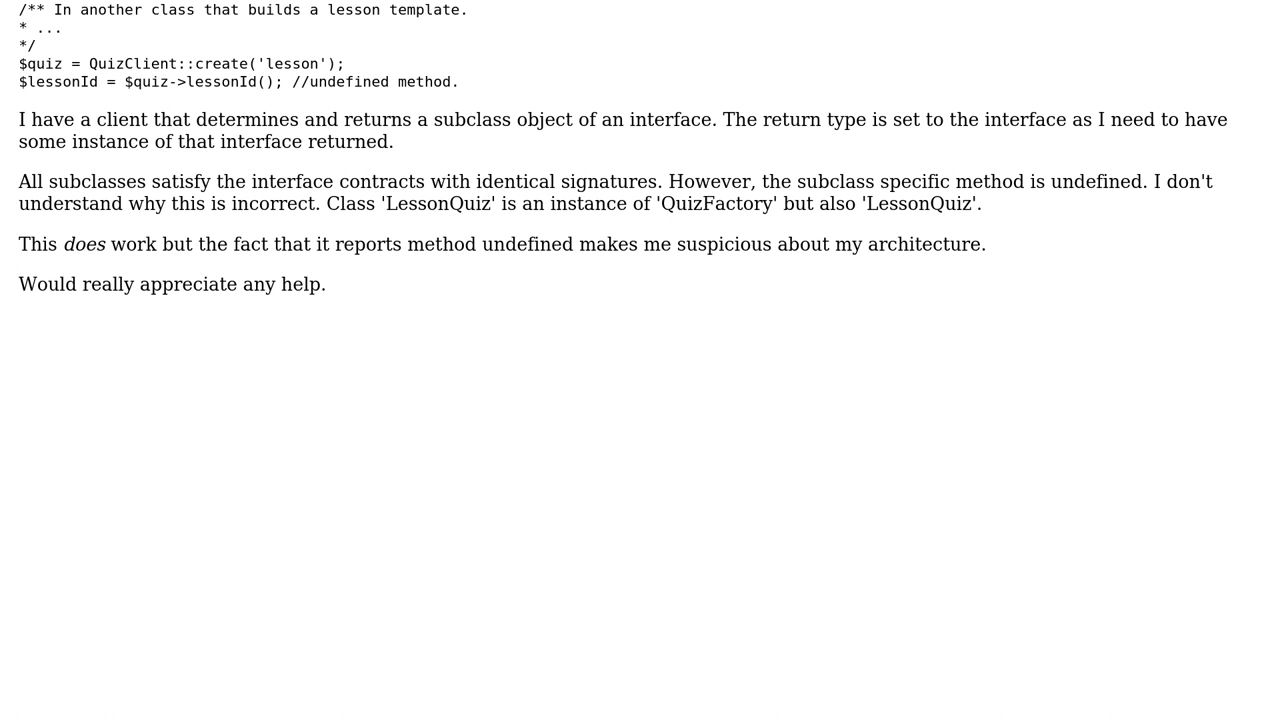 /** In another class that builds a lesson template.
* ...
*/
$quiz = QuizClient::create('lesson');
$lessonId = $quiz->lessonId(); //undefined method.
I have a client that determines and returns a subclass object of an interface. The return type is set to the interface as I need to have
some instance of that interface returned.
All subclasses satisfy the interface contracts with identical signatures. However, the subclass specific method is undefined. I don't
understand why this is incorrect. Class 'LessonQuiz' is an instance of 'QuizFactory' but also 'LessonQuiz'.
This does work but the fact that it reports method undefined makes me suspicious about my architecture.
Would really appreciate any help.